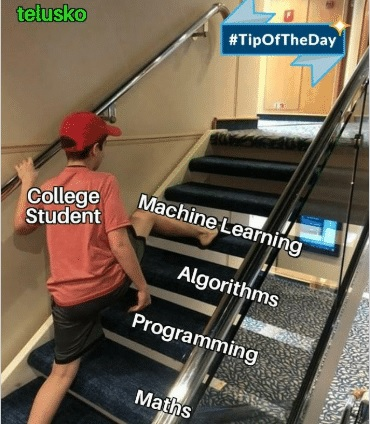 telusko
#TipOfTheDay
College
Student
Machine Learning
Algorithms
Programming
Maths